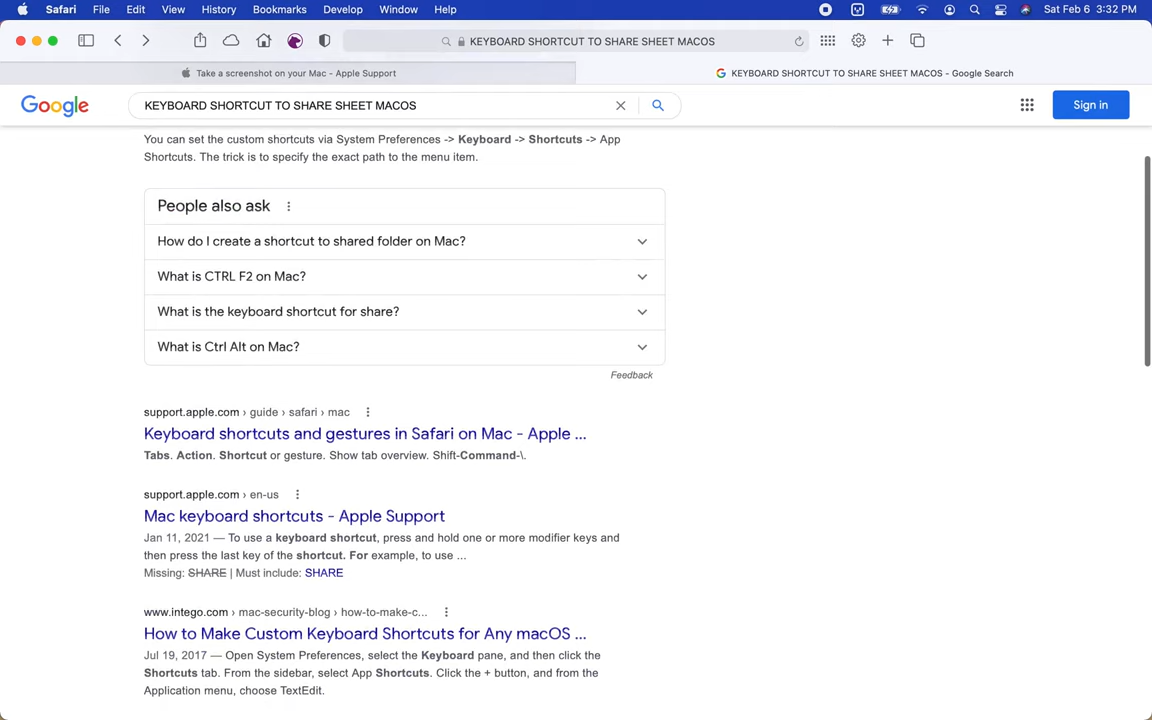 Safari File Edit View History Bookmarks Develop Window Help Sat Feb 6 3:32 PM
KEYBOARD SHORTCUT TO SHARE SHEET MACOS
Take a screenshot on your Mac - Apple Support
KEYBOARD SHORTCUT TO SHARE SHEET MACOS - Google Search
Google
KEYBOARD SHORTCUT TO SHARE SHEET MACOS
Sign in
You can set the custom shortcuts via System Preferences -> Keyboard -> Shortcuts -> App
Shortcuts. The trick is to specify the exact path to the menu item.
People also ask
How do I create a shortcut to shared folder on Mac?
What is CTRL F2 on Mac?
What is the keyboard shortcut for share?
What is Ctrl Alt on Mac?
Feedback
support.apple.com › guide › safari › mac
Keyboard shortcuts and gestures in Safari on Mac - Apple ...
Tabs. Action. Shortcut or gesture. Show tab overview. Shift-Command-\.
support.apple.com › en-us
Mac keyboard shortcuts - Apple Support
Jan 11, 2021 — To use a keyboard shortcut, press and hold one or more modifier keys and
then press the last key of the shortcut. For example, to use ...
Missing: SHARE | Must include: SHARE
www.intego.com › mac-security-blog › how-to-make-c...
How to Make Custom Keyboard Shortcuts for Any macOS ...
Jul 19, 2017 — Open System Preferences, select the Keyboard pane, and then click the
Shortcuts tab. From the sidebar, select App Shortcuts. Click the + button, and from the
Application menu, choose TextEdit.